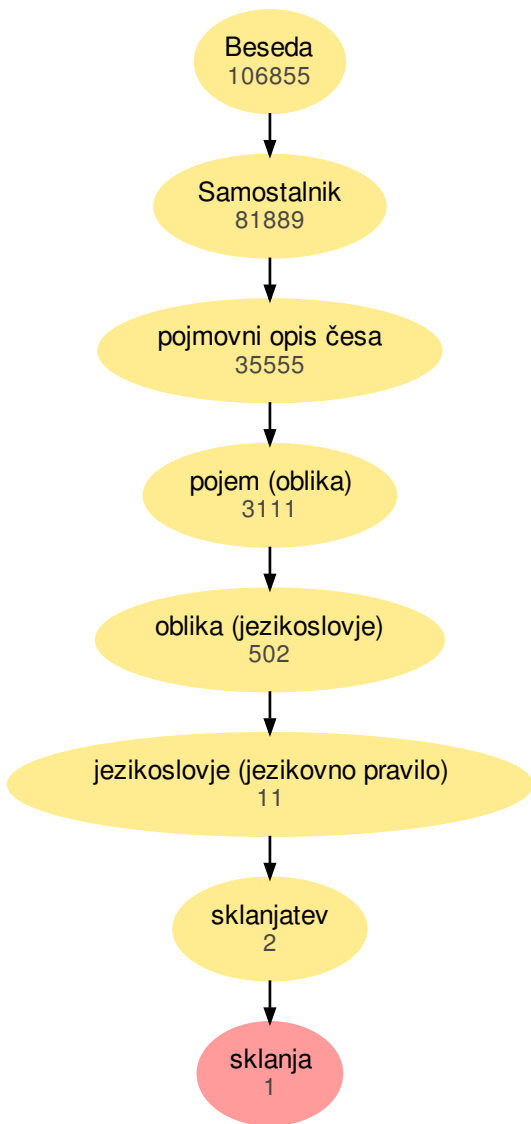 Beseda
106855
Samostalnik
81889
pojmovni opis česa
35555
pojem (oblika)
3111
oblika (jezikoslovje)
502
jezikoslovje (jezikovno pravilo)
11
sklanjatev
2
sklanja
1